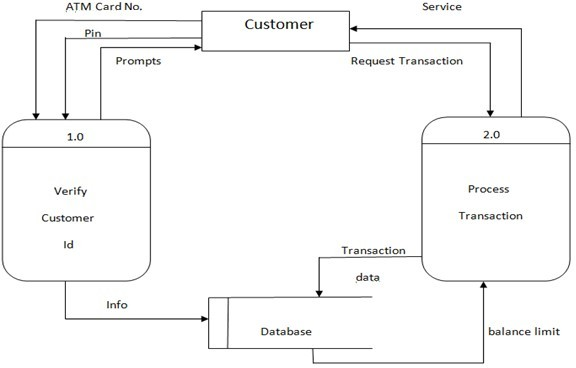 ATM Card No.
Customer
Service
Pin
Prompts
Request Transaction
1.0
2.0
Verify
Customer
Id
Process
Transaction
Transaction
data
Info
Database
balance limit